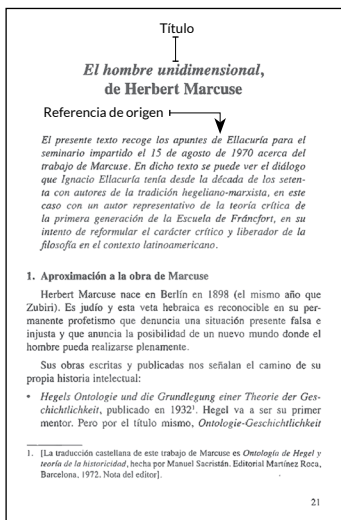 Título
El hombre unidimensional,
de Herbert Marcuse
Referencia de origen
El presente texto recoge los apuntes de Ellacuría para el
seminario impartido el 15 de agosto de 1970 acerca del
trabajo de Marcuse. En dicho texto se puede ver el diálogo
que Ignacio Ellacuría tenía desde la década de los seten-
ta con autores de la tradición hegeliano-marxista, en este
caso con un autor representativo de la teoría crítica de
la primera generación de la Escuela de Fráncfort, en su
intento de reformular el carácter crítico y liberador de la
filosofía en el contexto latinoamericano.
1. Aproximación a la obra de Marcuse
Herbert Marcuse nace en Berlín en 1898 (el mismo año que
Zubiri). Es judío y esta veta hebraica es reconocible en su per-
manente profetismo que denuncia una situación presente falsa e
injusta y que anuncia la posibilidad de un nuevo mundo donde el
hombre pueda realizarse plenamente.
Sus obras escritas y publicadas nos señalan el camino de su
propia historia intelectual:
• Hegels Ontologie und die Grundlegung einer Theorie der Ges-
chichtlichkeit, publicado en 1932¹. Hegel va a ser su primer
mentor. Pero por el título mismo, Ontologie-Geschichtlichkeit
1. [La traducción castellana de este trabajo de Marcuse es Ontología de Hegel y
teoría de la historicidad, hecha por Manuel Sacristán. Editorial Martínez Roca,
Barcelona, 1972. Nota del editor].
21